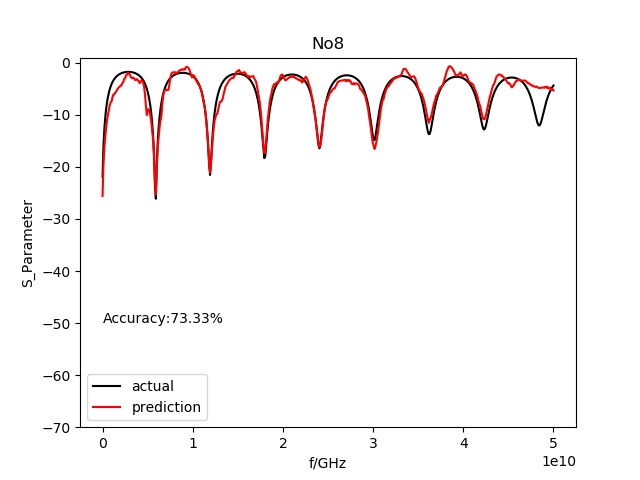 No8
0
−10
−20
−30
−40
−50
−60
−70
S_Parameter
Accuracy:73.33%
actual
prediction
0 1 2 3 4 5
1e10
f/GHz